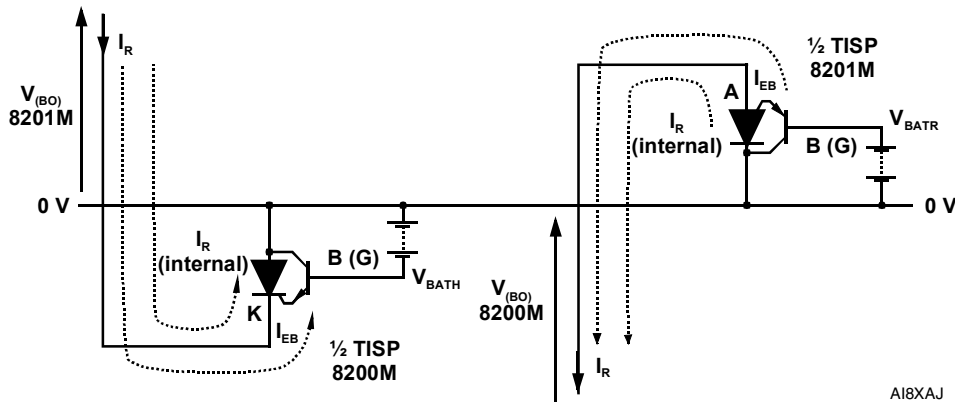 I_R
V_(BO)
8201M
0 V
I_R
(internal)
K
I_EB
B (G)
V_BATH
½ TISP
8200M
½ TISP
8201M
I_EB
A
I_R
(internal)
B (G)
V_BATR
0 V
V_(BO)
8200M
I_R
AI8XAJ